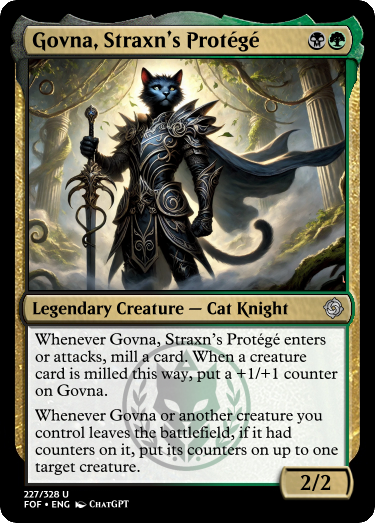 Govna, Straxn's Protégé
Legendary Creature — Cat Knight
Whenever Govna, Straxn's Protégé enters
or attacks, mill a card. When a creature
card is milled this way, put a +1/+1 counter
on Govna.
Whenever Govna or another creature you
control leaves the battlefield, if it had
counters on it, put its counters on up to one
target creature.
2/2
227/328 U
FOF • ENG ChatGPT